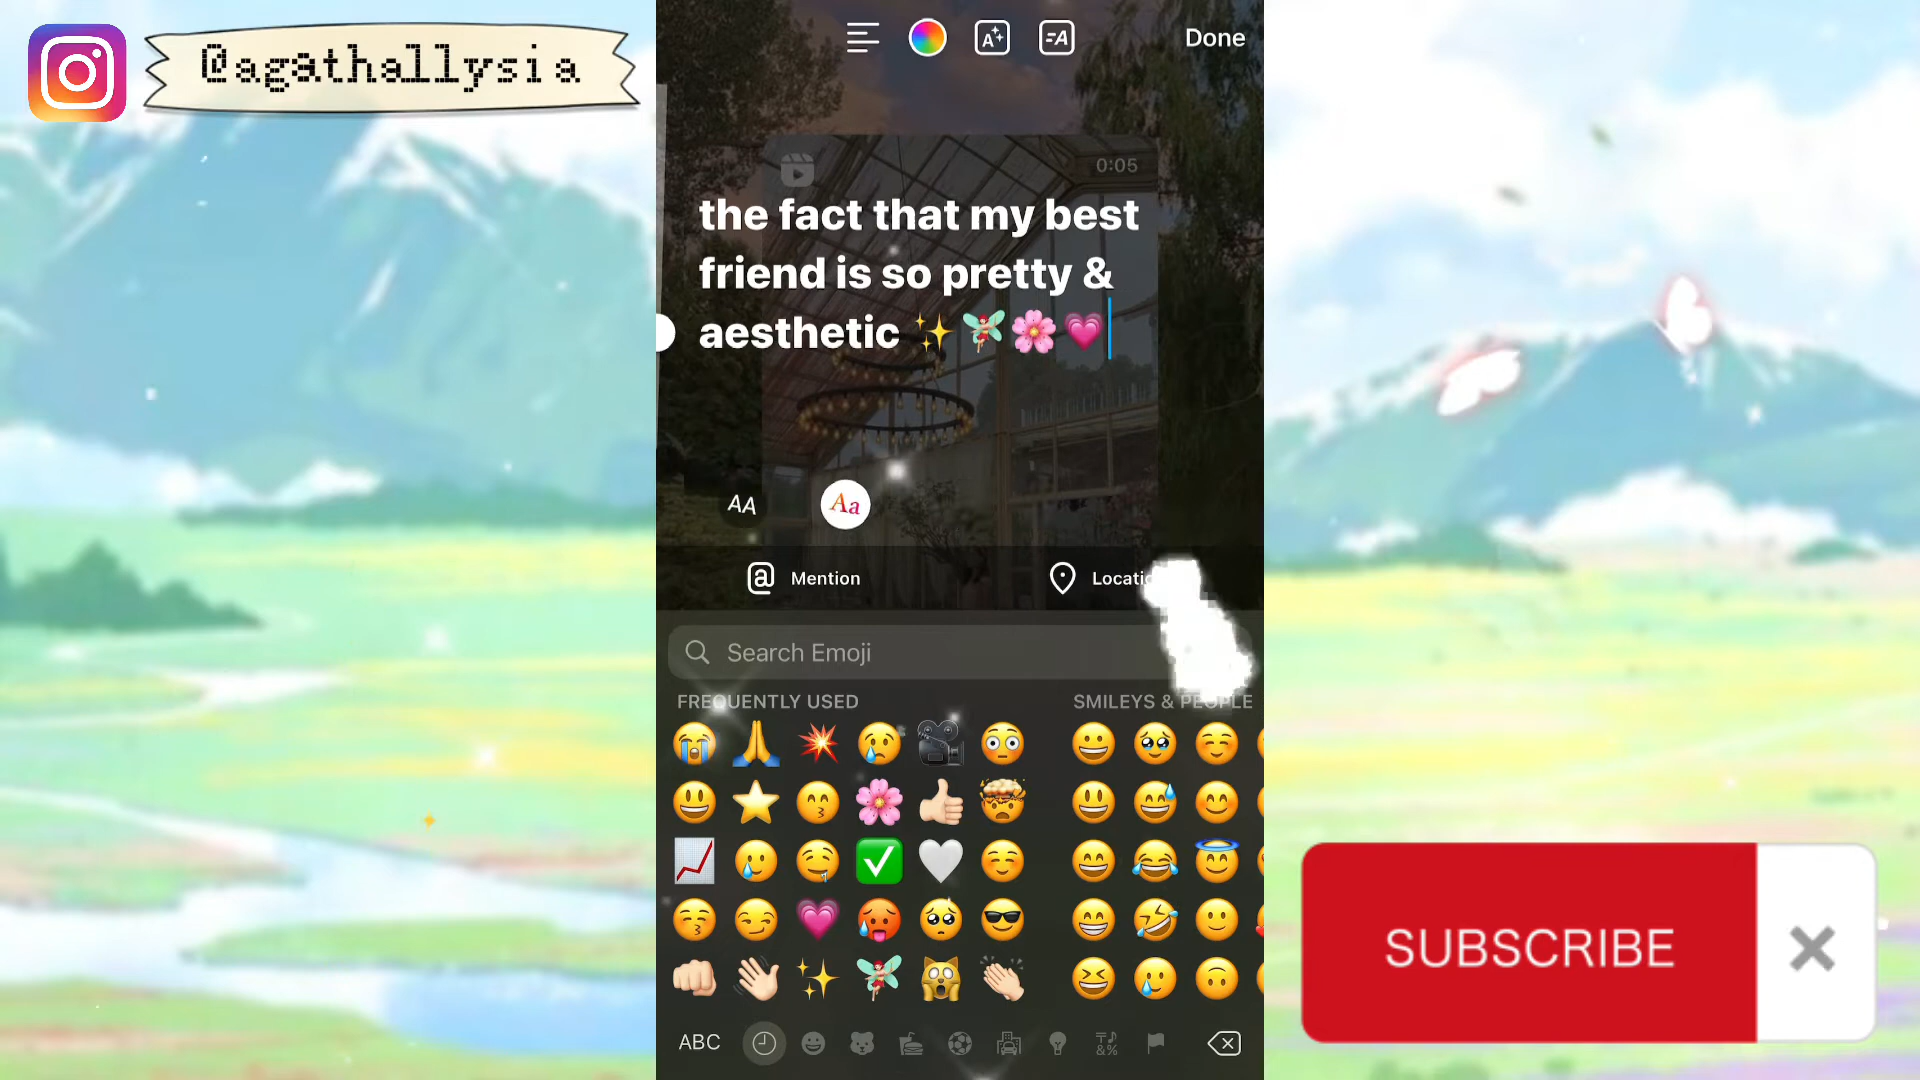 @agathallysia
Done
0:05
the fact that my best
friend is so pretty &
aesthetic ✨🧚🌸💗
AA
Aa
Mention
Search Emoji
FREQUENTLY USED
SMILEYS & PEOPLE
ABC
SUBSCRIBE